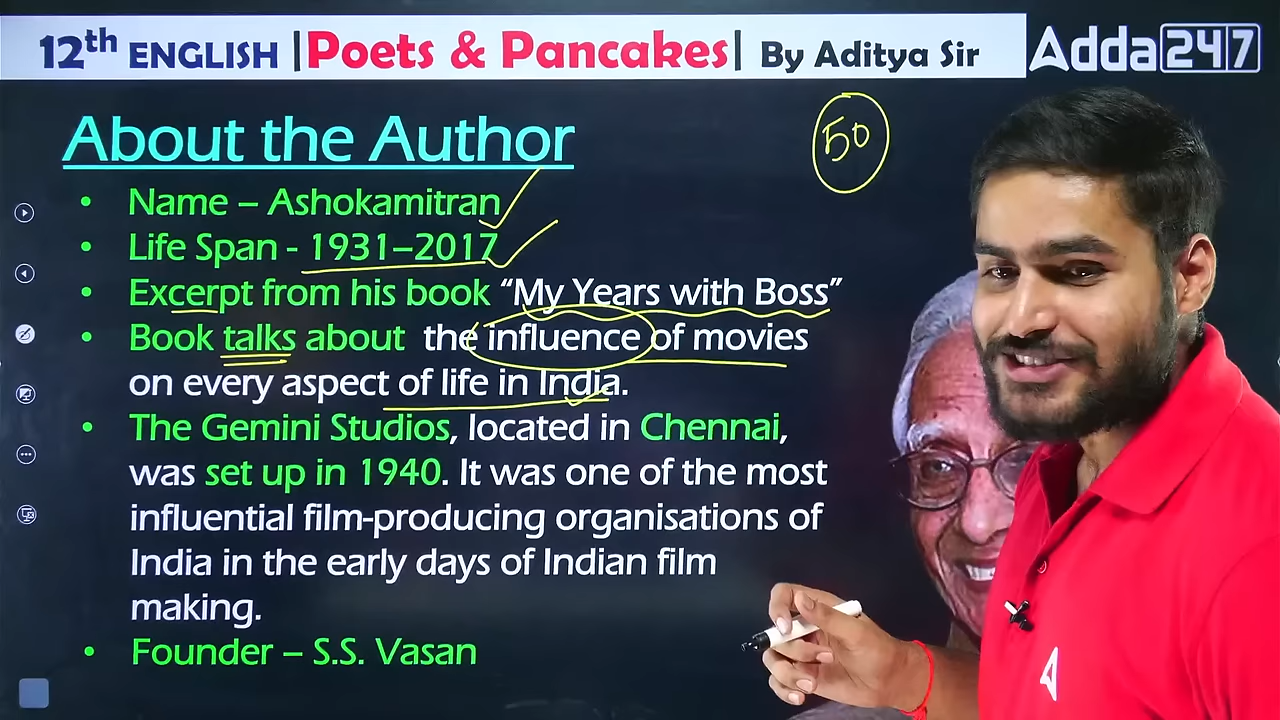 12th ENGLISH |Poets & Pancakes| By Aditya Sir
Adda247
50
About the Author
• Name – Ashokamitran
• Life Span - 1931–2017
• Excerpt from his book “My Years with Boss”
• Book talks about the influence of movies
on every aspect of life in India.
• The Gemini Studios, located in Chennai,
was set up in 1940. It was one of the most
influential film-producing organisations of
India in the early days of Indian film
making.
• Founder – S.S. Vasan